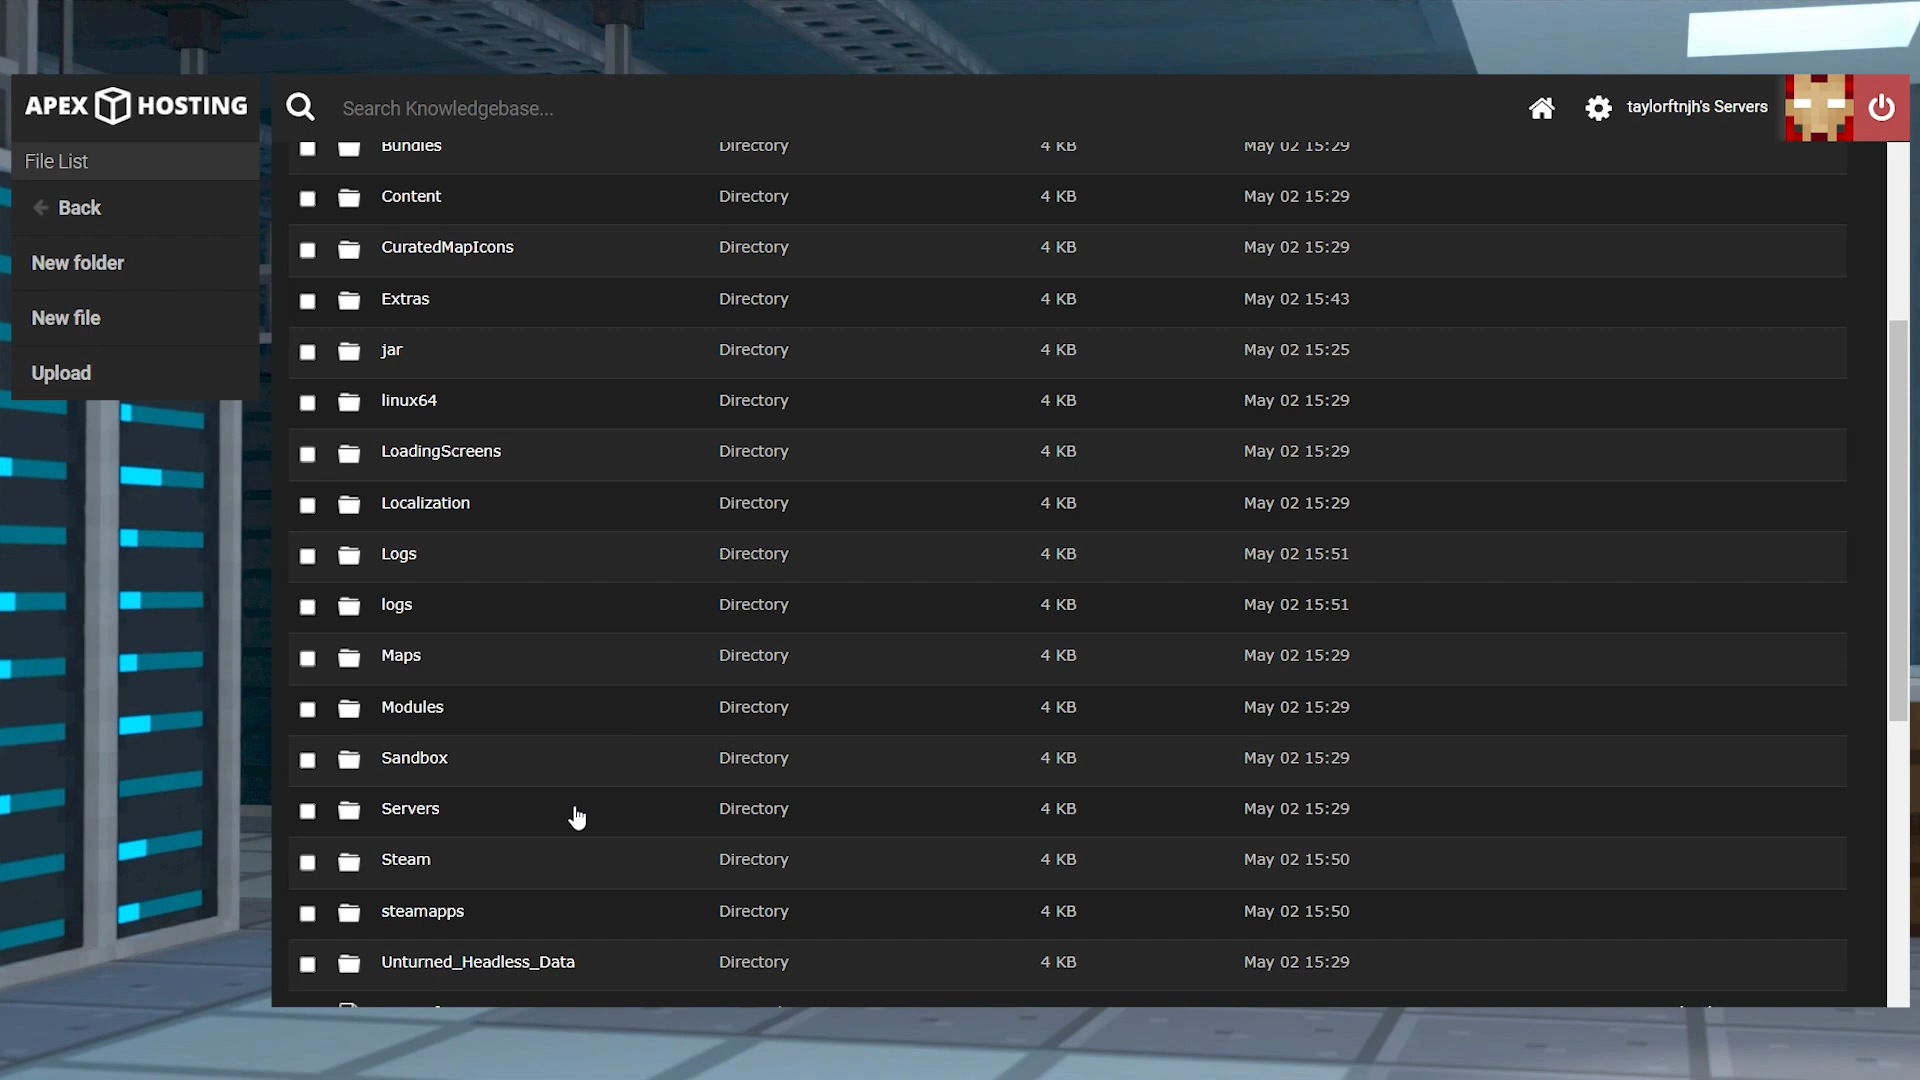 APEX HOSTING
Search Knowledgebase...
taylorftnjh's Servers
File List
Back
New folder
New file
Upload
Bundles Directory 4 KB May 02 15:29
Content Directory 4 KB May 02 15:29
CuratedMapIcons Directory 4 KB May 02 15:29
Extras Directory 4 KB May 02 15:43
jar Directory 4 KB May 02 15:25
linux64 Directory 4 KB May 02 15:29
LoadingScreens Directory 4 KB May 02 15:29
Localization Directory 4 KB May 02 15:29
Logs Directory 4 KB May 02 15:51
logs Directory 4 KB May 02 15:51
Maps Directory 4 KB May 02 15:29
Modules Directory 4 KB May 02 15:29
Sandbox Directory 4 KB May 02 15:29
Servers Directory 4 KB May 02 15:29
Steam Directory 4 KB May 02 15:50
steamapps Directory 4 KB May 02 15:50
Unturned_Headless_Data Directory 4 KB May 02 15:29